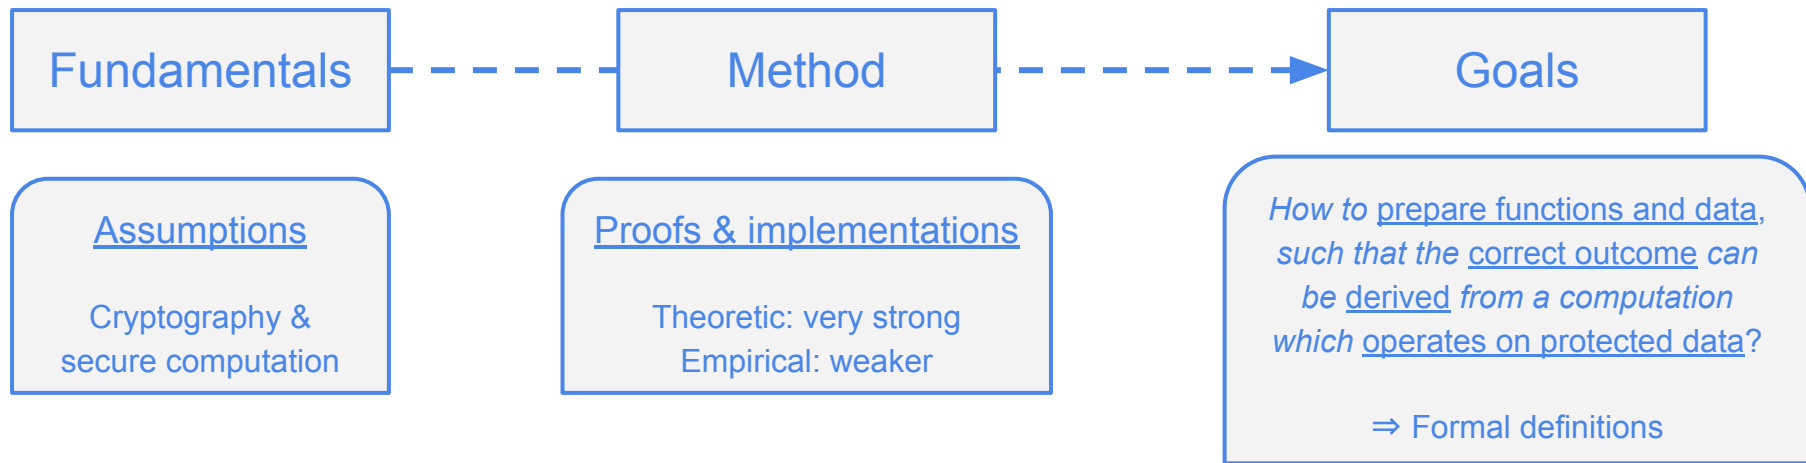 Fundamentals
Method
Goals
Assumptions
Cryptography &
secure computation
Proofs & implementations
Theoretic: very strong
Empirical: weaker
How to prepare functions and data,
such that the correct outcome can
be derived from a computation
which operates on protected data?
⇒ Formal definitions